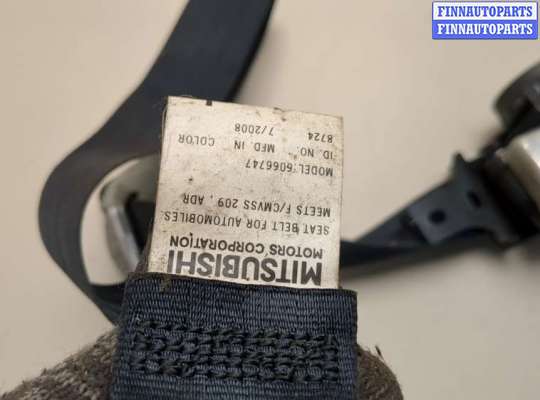 FINNAUTOPARTS
FINNAUTOPARTS
MITSUBISHI
MOTORS CORPORATION
SEAT BELT FOR AUTOMOBILES.
MEETS F/CMVSS 209 , ADR
MODEL:6066747
ID. NO. MFD IN COLOR
8724 7/2008